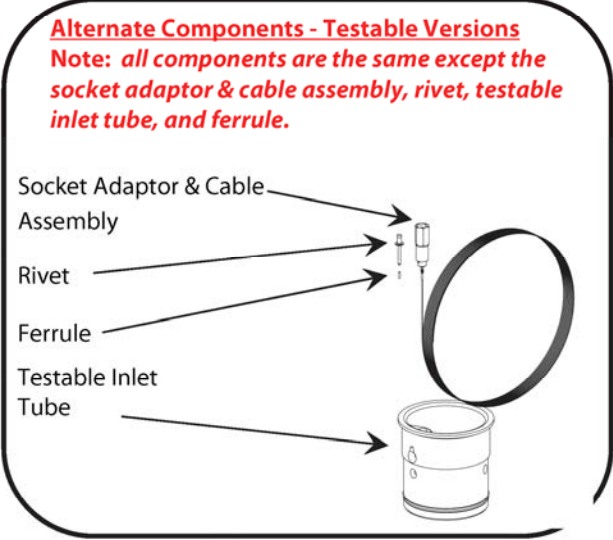 Alternate Components - Testable Versions
Note: all components are the same except the
socket adaptor & cable assembly, rivet, testable
inlet tube, and ferrule.
Socket Adaptor & Cable
Assembly
Rivet
Ferrule
Testable Inlet
Tube